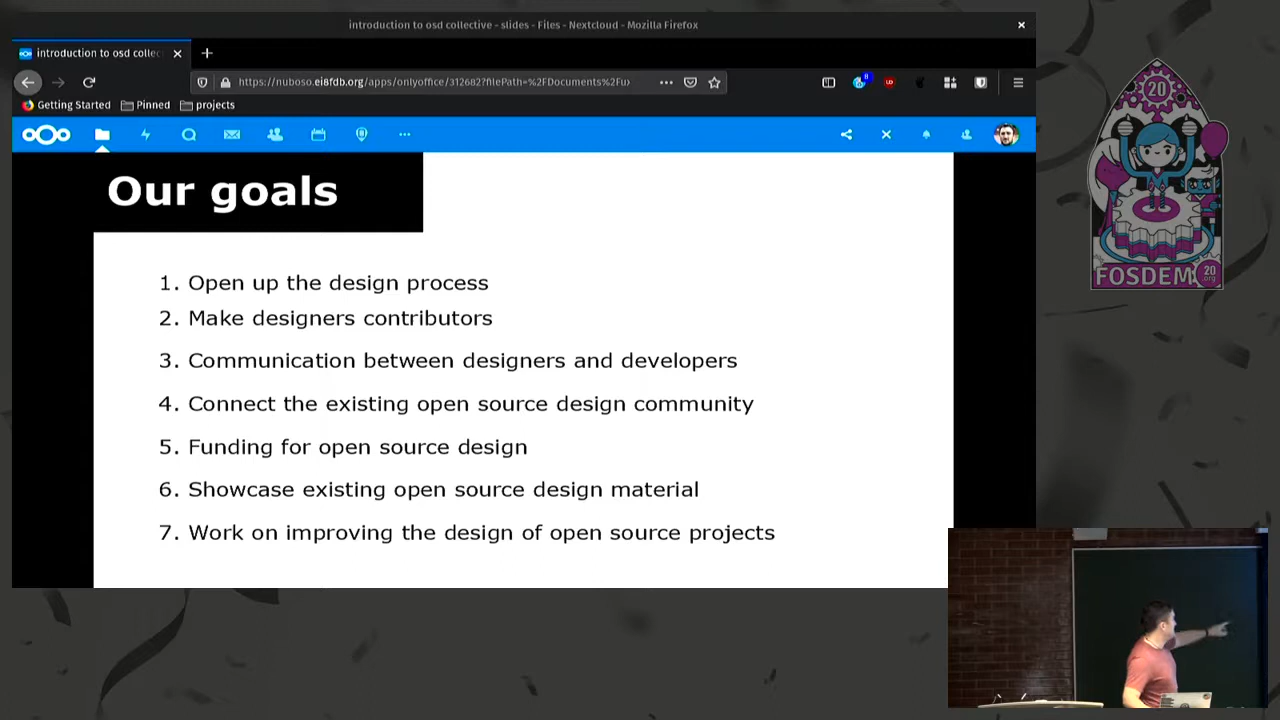 introduction to osd collective - slides - Files - Nextcloud - Mozilla Firefox
introduction to osd collec
https://nuboso.ei8fdb.org/apps/onlyoffice/312682?filePath=%2FDocuments%2Fux
8
Getting Started
Pinned
projects
Our goals
1. Open up the design process
2. Make designers contributors
3. Communication between designers and developers
4. Connect the existing open source design community
5. Funding for open source design
6. Showcase existing open source design material
7. Work on improving the design of open source projects
20
FOSDEM
20
.org